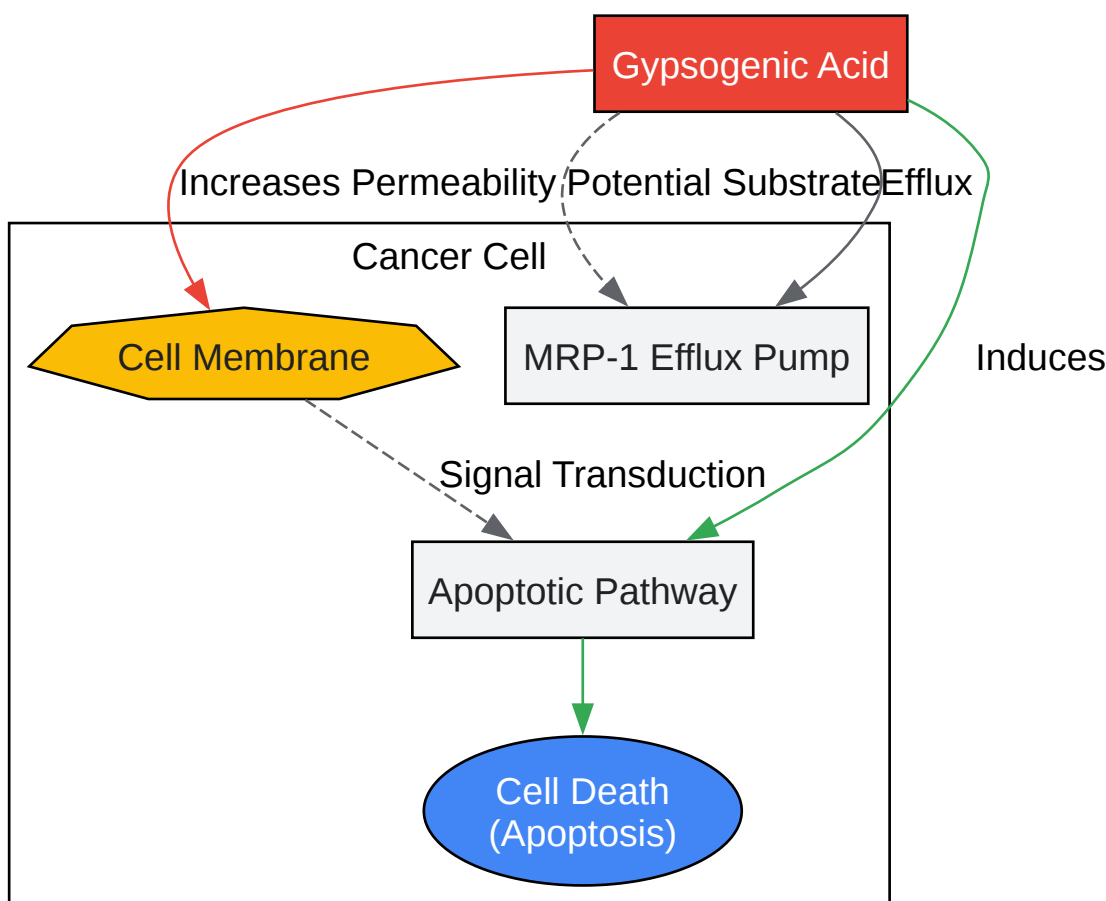 Gypsogenic Acid
Increases Permeability
Potential Substrate
Efflux
Cancer Cell
Cell Membrane
MRP-1 Efflux Pump
Induces
Signal Transduction
Apoptotic Pathway
Cell Death
(Apoptosis)